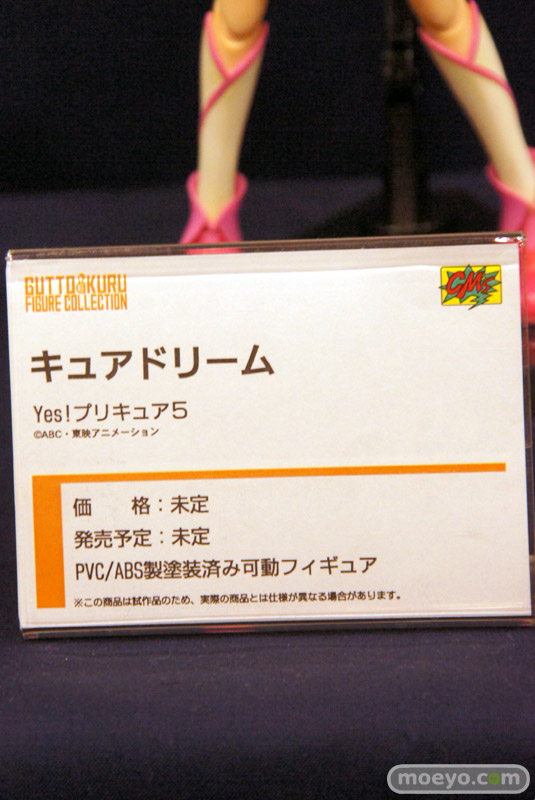 GUTTO KURU
FIGURE COLLECTION
CM's
キュアドリーム
Yes!プリキュア5
©ABC・東映アニメーション
価 格：未定
発売予定：未定
PVC/ABS製塗装済み可動フィギュア
※この商品は試作品のため、実際の商品とは仕様が異なる場合があります。
moeyo.com